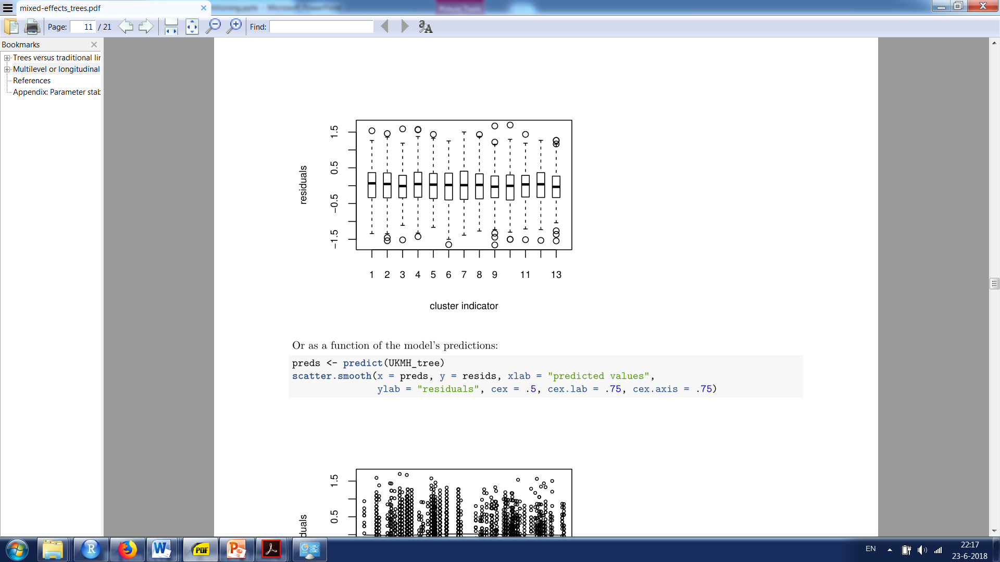 mixed-effects_trees.pdf
Page: 11 / 21
Find:
Bookmarks
Trees versus traditional lir
Multilevel or longitudinal
References
Appendix: Parameter stab
1.5
0.5
−0.5
−1.5
residuals
1 2 3 4 5 6 7 8 9 11 13
cluster indicator
Or as a function of the model's predictions:
preds <- predict(UKMH_tree)
scatter.smooth(x = preds, y = resids, xlab = "predicted values",
ylab = "residuals", cex = .5, cex.lab = .75, cex.axis = .75)
1.5
0.5
duals
EN
22:17
23-6-2018